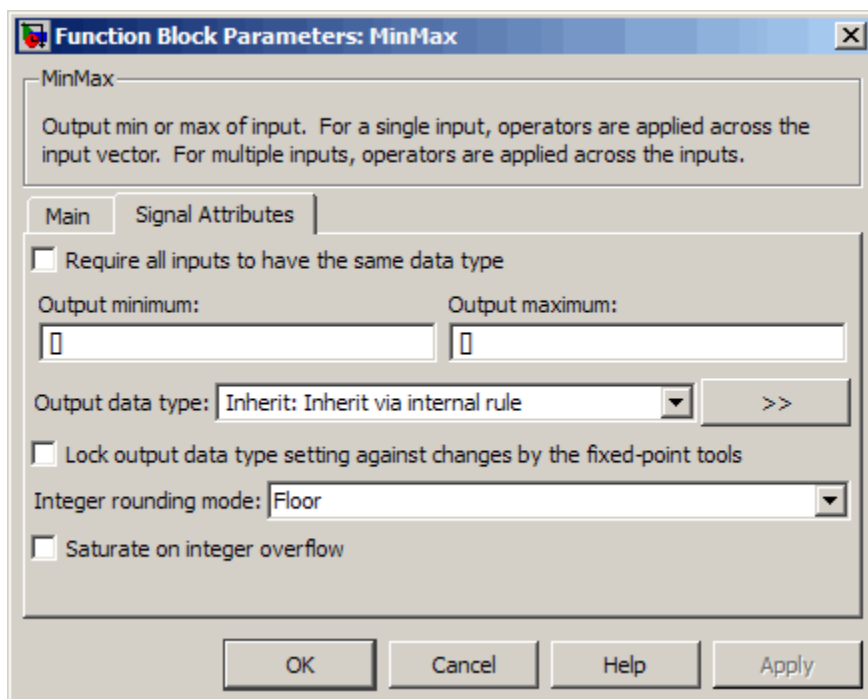 Function Block Parameters: MinMax
MinMax
Output min or max of input.  For a single input, operators are applied across the
input vector.  For multiple inputs, operators are applied across the inputs.
Main Signal Attributes
Require all inputs to have the same data type
Output minimum: Output maximum:
[] []
Output data type: Inherit: Inherit via internal rule >>
Lock output data type setting against changes by the fixed-point tools
Integer rounding mode: Floor
Saturate on integer overflow
OK Cancel Help Apply